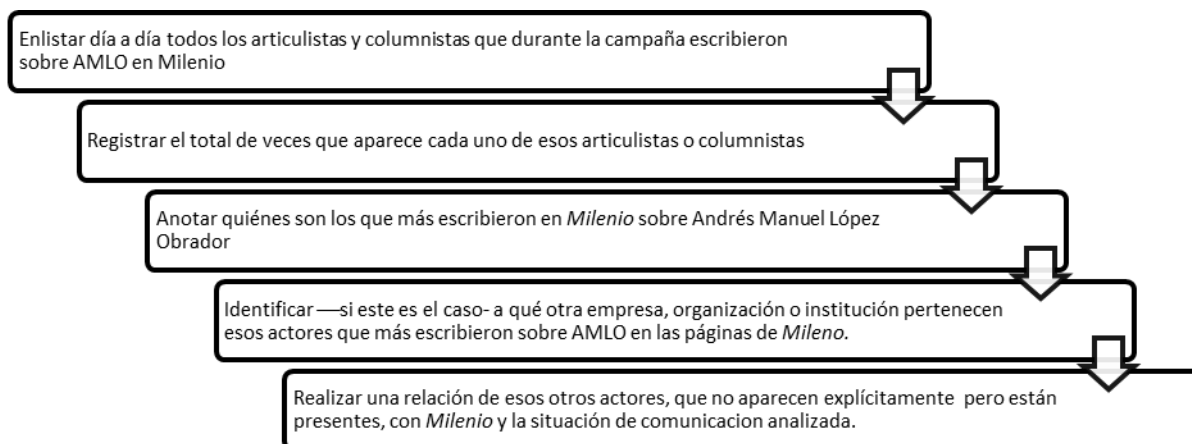 Enlistar día a día todos los articulistas y columnistas que durante la campaña escribieron
sobre AMLO en Milenio
Registrar el total de veces que aparece cada uno de esos articulistas o columnistas
Anotar quiénes son los que más escribieron en Milenio sobre Andrés Manuel López
Obrador
Identificar —si este es el caso- a qué otra empresa, organización o institución pertenecen
esos actores que más escribieron sobre AMLO en las páginas de Mileno.
Realizar una relación de esos otros actores, que no aparecen explícitamente pero están
presentes, con Milenio y la situación de comunicacion analizada.